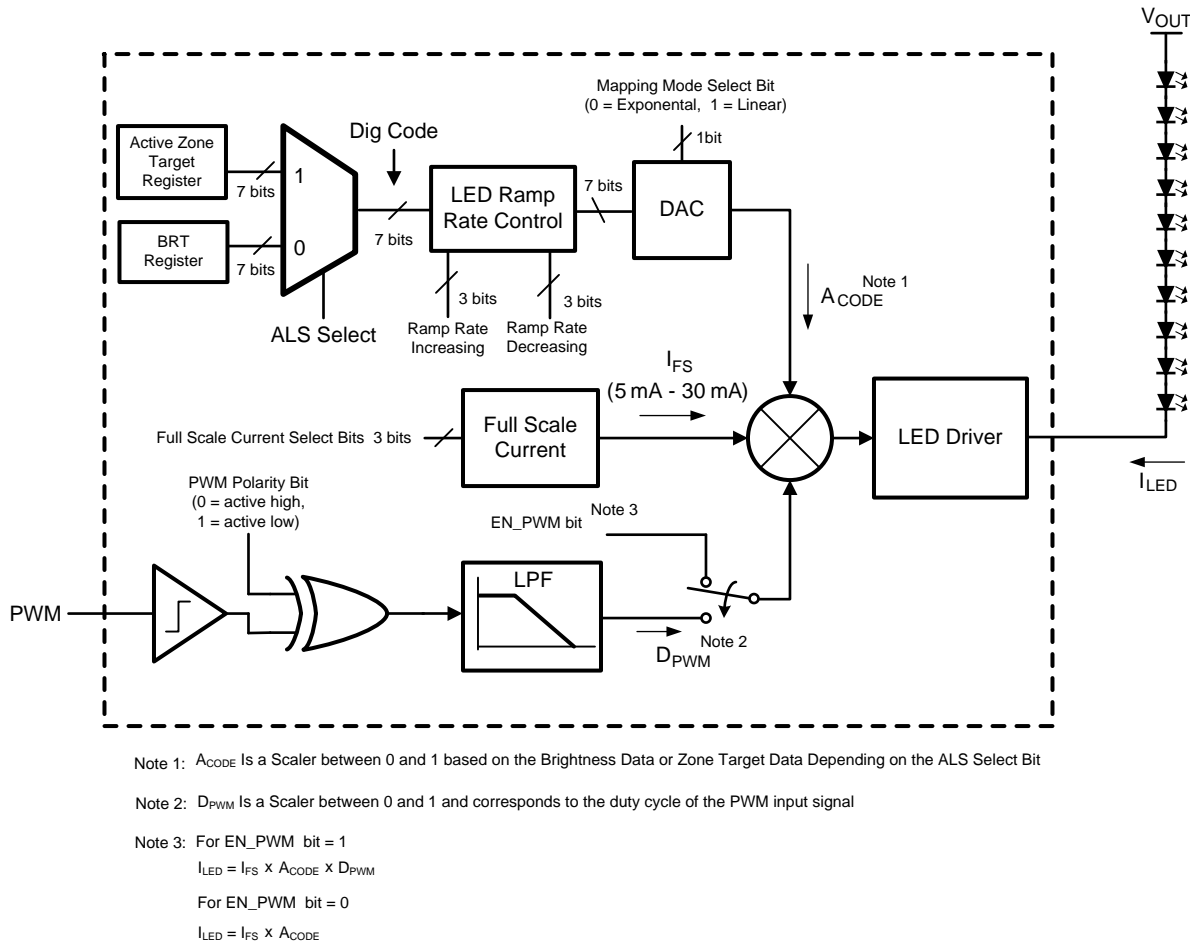 VOUT
Mapping Mode Select Bit
(0 = Exponential, 1 = Linear)
1bit
Dig Code
Active Zone
Target
Register
7 bits
1
LED Ramp
Rate Control
7 bits
DAC
7 bits
BRT
Register
7 bits
0
3 bits
3 bits
ALS Select
Ramp Rate
Increasing
Ramp Rate
Decreasing
ACODE Note 1
IFS
(5 mA - 30 mA)
Full Scale Current Select Bits 3 bits
Full Scale
Current
LED Driver
ILED
PWM Polarity Bit
(0 = active high,
1 = active low)
EN_PWM bit Note 3
LPF
PWM
DPWM Note 2
Note 1: ACODE Is a Scaler between 0 and 1 based on the Brightness Data or Zone Target Data Depending on the ALS Select Bit
Note 2: DPWM Is a Scaler between 0 and 1 and corresponds to the duty cycle of the PWM input signal
Note 3: For EN_PWM bit = 1
ILED = IFS x ACODE x DPWM
For EN_PWM bit = 0
ILED = IFS x ACODE